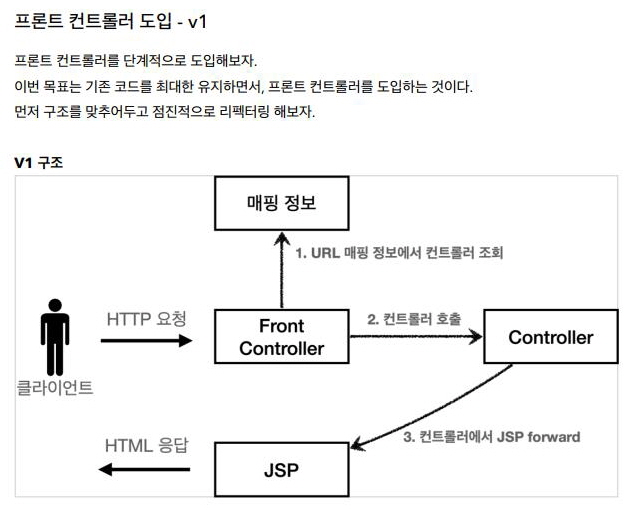 프론트 컨트롤러 도입 - v1
프론트 컨트롤러를 단계적으로 도입해보자.
이번 목표는 기존 코드를 최대한 유지하면서, 프론트 컨트롤러를 도입하는 것이다.
먼저 구조를 맞추어두고 점진적으로 리펙터링 해보자.
V1 구조
매핑 정보
1. URL 매핑 정보에서 컨트롤러 조회
HTTP 요청
Front
Controller
2. 컨트롤러 호출
Controller
클라이언트
3. 컨트롤러에서 JSP forward
HTML 응답
JSP